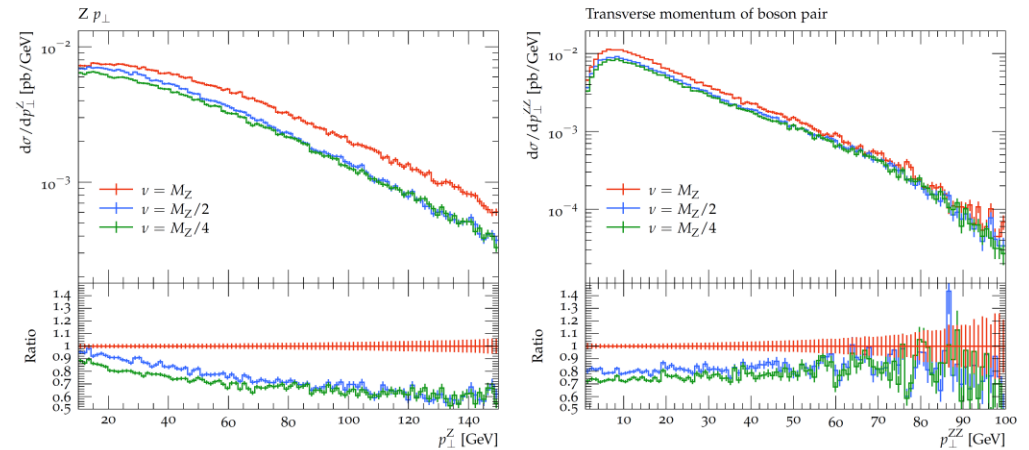 Z p⊥
10⁻²
10⁻³
dσ/dp⊥^Z [pb/GeV]
ν = M_Z
ν = M_Z/2
ν = M_Z/4
1.4
1.3
1.2
1.1
1
0.9
0.8
0.7
0.6
0.5
Ratio
20 40 60 80 100 120 140
p⊥^Z [GeV]
Transverse momentum of boson pair
10⁻²
10⁻³
10⁻⁴
dσ/dp⊥^ZZ [pb/GeV]
ν = M_Z
ν = M_Z/2
ν = M_Z/4
1.4
1.3
1.2
1.1
1
0.9
0.8
0.7
0.6
0.5
Ratio
10 20 30 40 50 60 70 80 90 100
p⊥^ZZ [GeV]